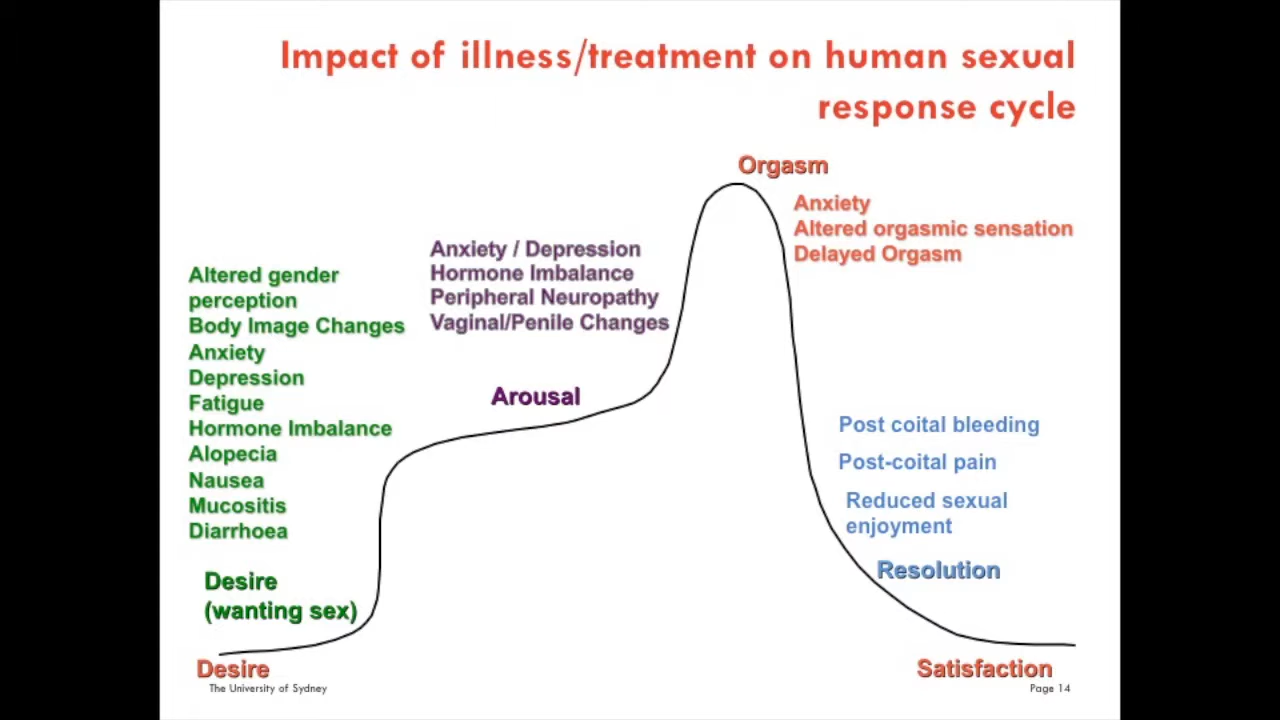 Impact of illness/treatment on human sexual
response cycle
Orgasm
Anxiety
Altered orgasmic sensation
Delayed Orgasm
Anxiety / Depression
Hormone Imbalance
Peripheral Neuropathy
Vaginal/Penile Changes
Altered gender
perception
Body Image Changes
Anxiety
Depression
Fatigue
Hormone Imbalance
Alopecia
Nausea
Mucositis
Diarrhoea
Arousal
Post coital bleeding
Post-coital pain
Reduced sexual
enjoyment
Resolution
Desire
(wanting sex)
Desire
Satisfaction
The University of Sydney
Page 14